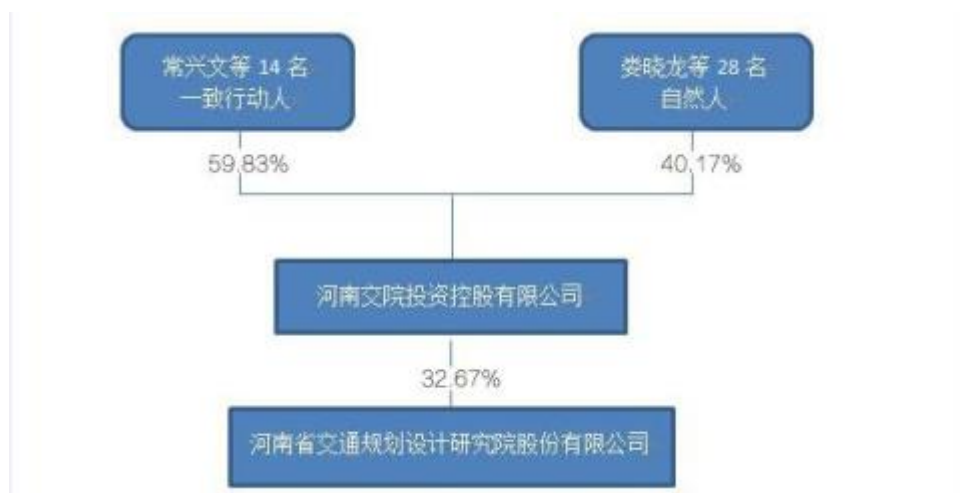 常兴文等 14 名
一致行动人
娄晓龙等 28 名
自然人
59.83%
40.17%
河南交院投资控股有限公司
32.67%
河南省交通规划设计研究院股份有限公司